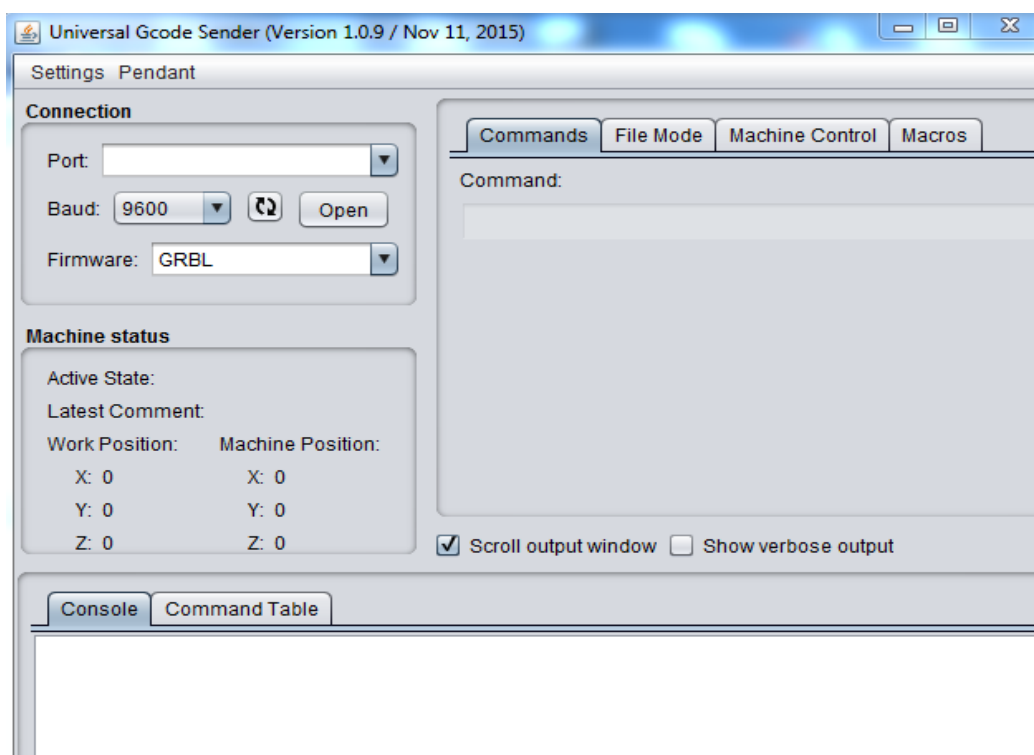 Universal Gcode Sender (Version 1.0.9 / Nov 11, 2015)
Settings Pendant
Connection
Port:
Baud: 9600 Open
Firmware: GRBL
Machine status
Active State:
Latest Comment:
Work Position: Machine Position:
X: 0 X: 0
Y: 0 Y: 0
Z: 0 Z: 0
Commands File Mode Machine Control Macros
Command:
Scroll output window Show verbose output
Console Command Table